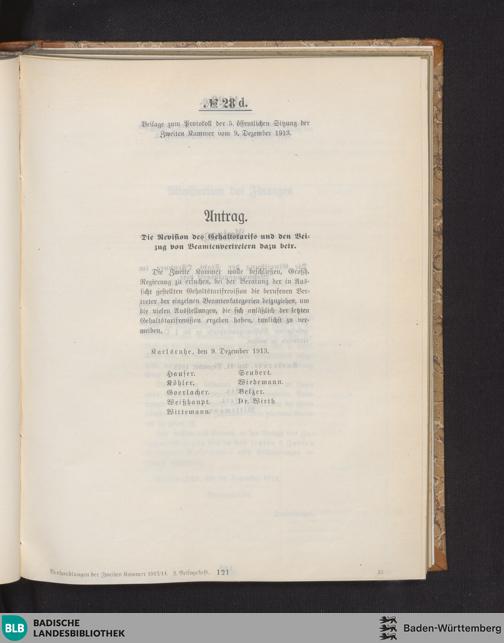 № 28 d.
Beilage zum Protokoll der 5. öffentlichen Sitzung der
Zweiten Kammer vom 9. Dezember 1913.
Antrag.
Die Revision des Gehaltstarifs und den Bei-
zug von Beamtenvertretern dazu betr.
Die Zweite Kammer wolle beschließen, Großh.
Regierung zu ersuchen, bei der Beratung der in Aus-
sicht gestellten Gehaltstarifrevision die berufenen Ver-
treter der einzelnen Beamtenkategorien beizuziehen, um
die vielen Ausstellungen, die sich anläßlich der letzten
Gehaltstarifrevision ergeben haben, tunlichst zu ver-
meiden.
Karlsruhe, den 9. Dezember 1913.
Hauser.
Köhler.
Goerlacher.
Weißhaupt.
Wittemann.
Seubert.
Wiedemann.
Belzer.
Dr. Wirth.
Verhandlungen der Zweiten Kammer 1913/14. 3. Beilagenheft. 121
BLB
BADISCHE
LANDESBIBLIOTHEK
Baden-Württemberg